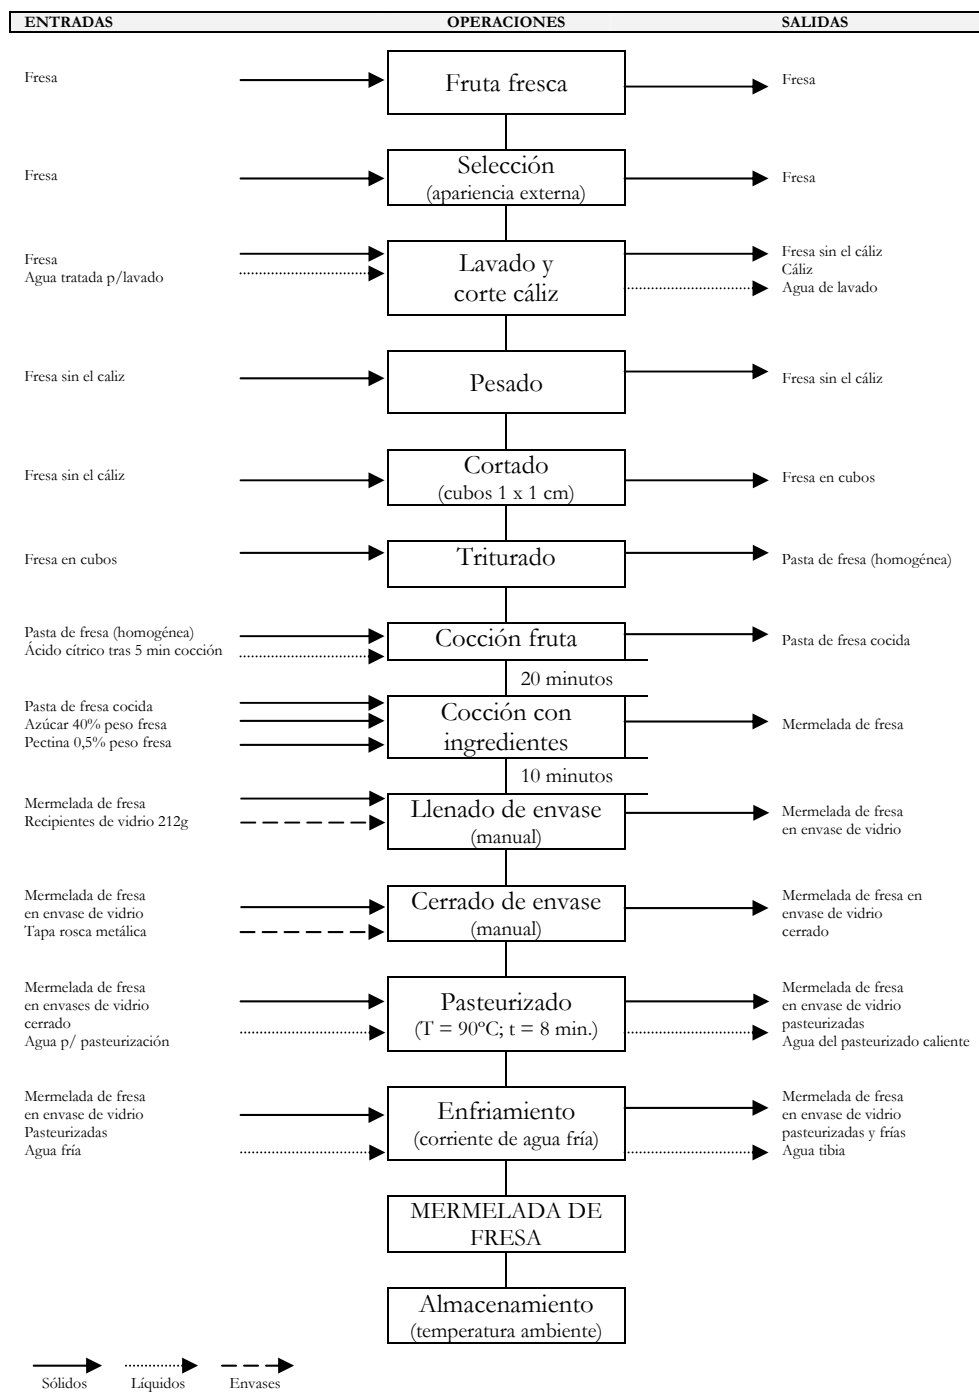 ENTRADAS OPERACIONES SALIDAS
Fresa Fruta fresca Fresa
Fresa Selección Fresa
(apariencia externa)
Fresa Lavado y Fresa sin el cáliz
Agua tratada p/lavado corte cáliz Cáliz
Agua de lavado
Fresa sin el caliz Pesado Fresa sin el cáliz
Fresa sin el cáliz Cortado Fresa en cubos
(cubos 1 x 1 cm)
Fresa en cubos Triturado Pasta de fresa (homogénea)
Pasta de fresa (homogénea) Cocción fruta Pasta de fresa cocida
Ácido cítrico tras 5 min cocción
20 minutos
Pasta de fresa cocida Cocción con Mermelada de fresa
Azúcar 40% peso fresa ingredientes
Pectina 0,5% peso fresa
10 minutos
Mermelada de fresa Llenado de envase Mermelada de fresa
Recipientes de vidrio 212g (manual) en envase de vidrio
Mermelada de fresa Cerrado de envase Mermelada de fresa en
en envase de vidrio (manual) envase de vidrio
Tapa rosca metálica cerrado
Mermelada de fresa Pasteurizado Mermelada de fresa
en envases de vidrio (T = 90ºC; t = 8 min.) en envase de vidrio
cerrado pasteurizadas
Agua p/ pasteurización Agua del pasteurizado caliente
Mermelada de fresa Enfriamiento Mermelada de fresa
en envase de vidrio (corriente de agua fría) en envase de vidrio
Pasteurizadas pasteurizadas y frías
Agua fría Agua tibia
MERMELADA DE
FRESA
Almacenamiento
(temperatura ambiente)
Sólidos Líquidos Envases